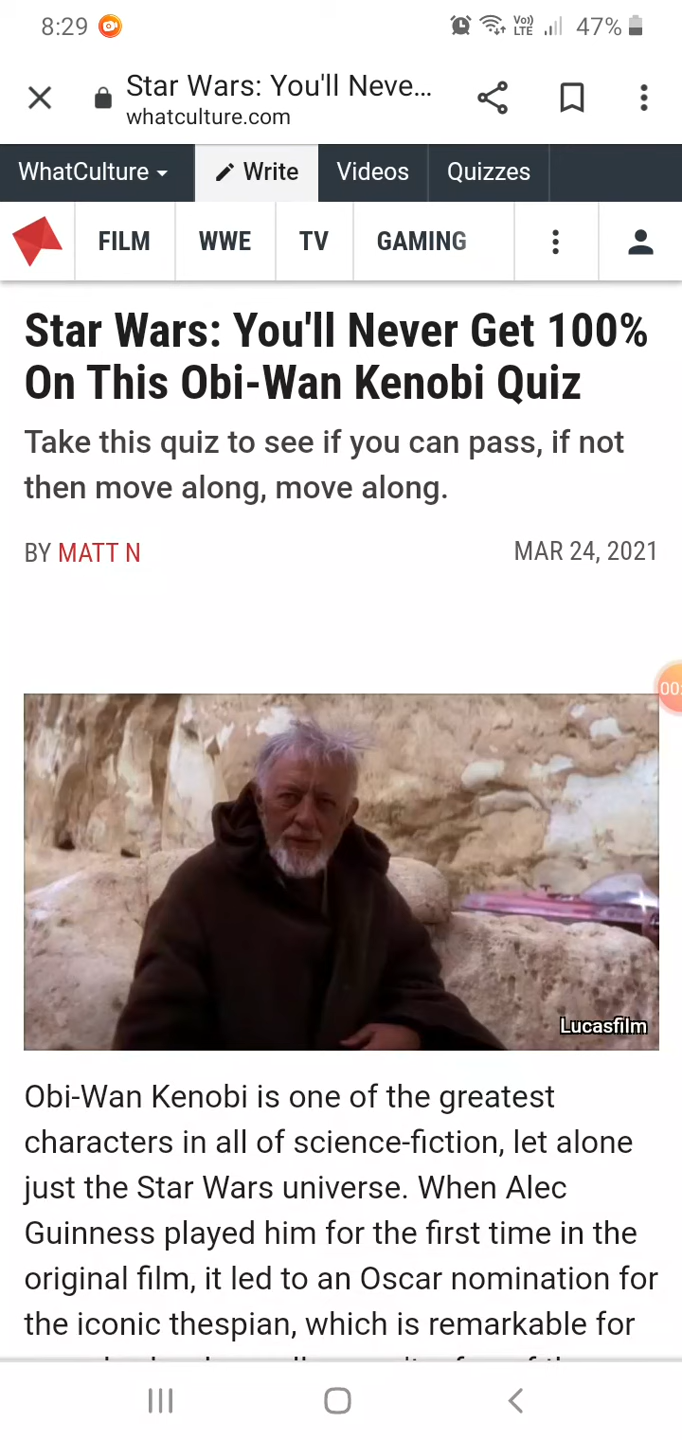 8:29 Vo)) LTE 47%
Star Wars: You'll Neve...
whatculture.com
WhatCulture Write Videos Quizzes
FILM WWE TV GAMING
Star Wars: You'll Never Get 100%
On This Obi-Wan Kenobi Quiz
Take this quiz to see if you can pass, if not
then move along, move along.
BY MATT N MAR 24, 2021
00:
Lucasfilm
Obi-Wan Kenobi is one of the greatest
characters in all of science-fiction, let alone
just the Star Wars universe. When Alec
Guinness played him for the first time in the
original film, it led to an Oscar nomination for
the iconic thespian, which is remarkable for